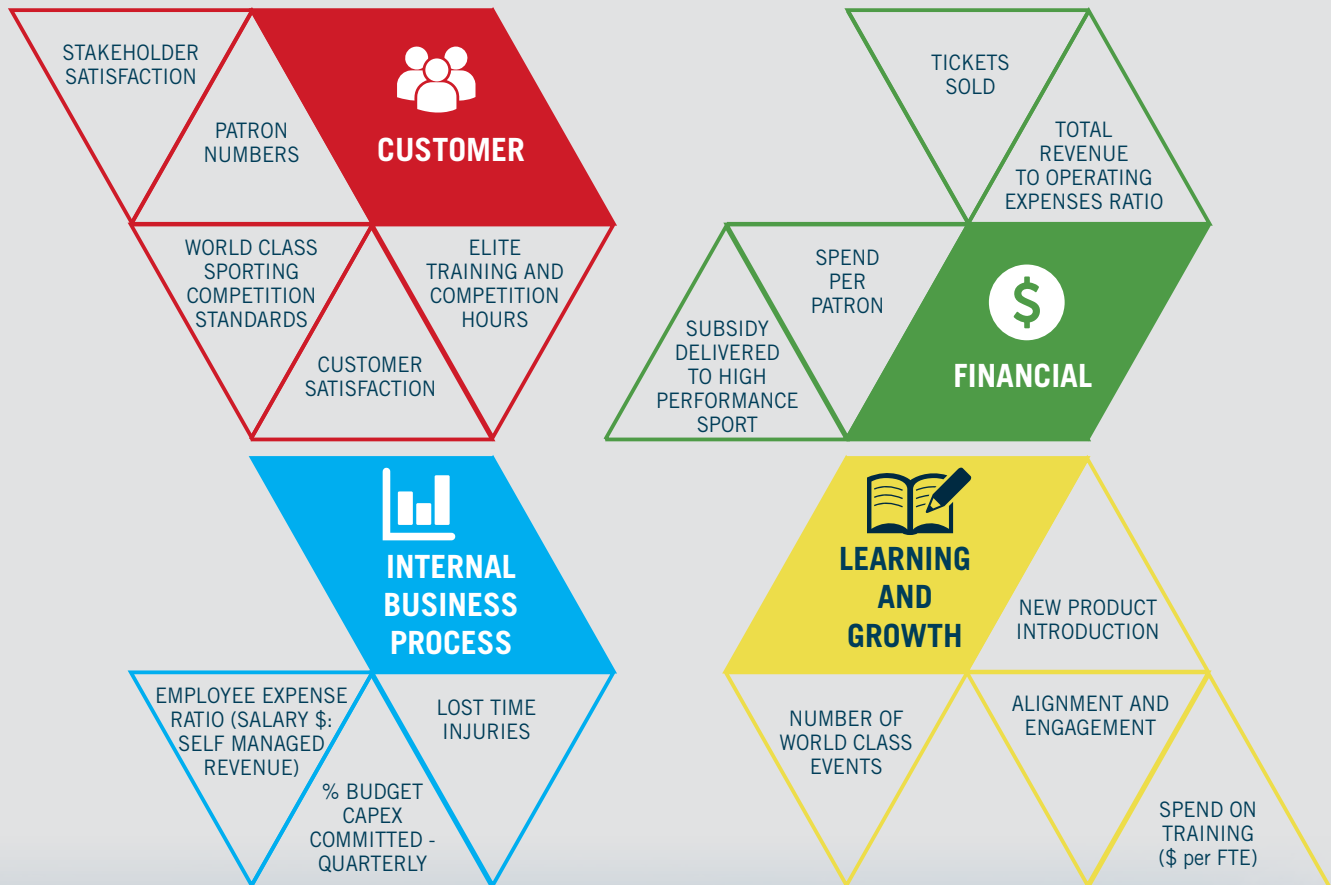 STAKEHOLDER
SATISFACTION
PATRON
NUMBERS
CUSTOMER
WORLD CLASS
SPORTING
COMPETITION
STANDARDS
CUSTOMER
SATISFACTION
ELITE
TRAINING AND
COMPETITION
HOURS
TICKETS
SOLD
TOTAL
REVENUE
TO OPERATING
EXPENSES RATIO
SPEND
PER
PATRON
SUBSIDY
DELIVERED
TO HIGH
PERFORMANCE
SPORT
$
FINANCIAL
INTERNAL
BUSINESS
PROCESS
EMPLOYEE EXPENSE
RATIO (SALARY $:
SELF MANAGED
REVENUE)
% BUDGET
CAPEX
COMMITTED -
QUARTERLY
LOST TIME
INJURIES
LEARNING
AND
GROWTH
NEW PRODUCT
INTRODUCTION
NUMBER OF
WORLD CLASS
EVENTS
ALIGNMENT AND
ENGAGEMENT
SPEND ON
TRAINING
($ per FTE)